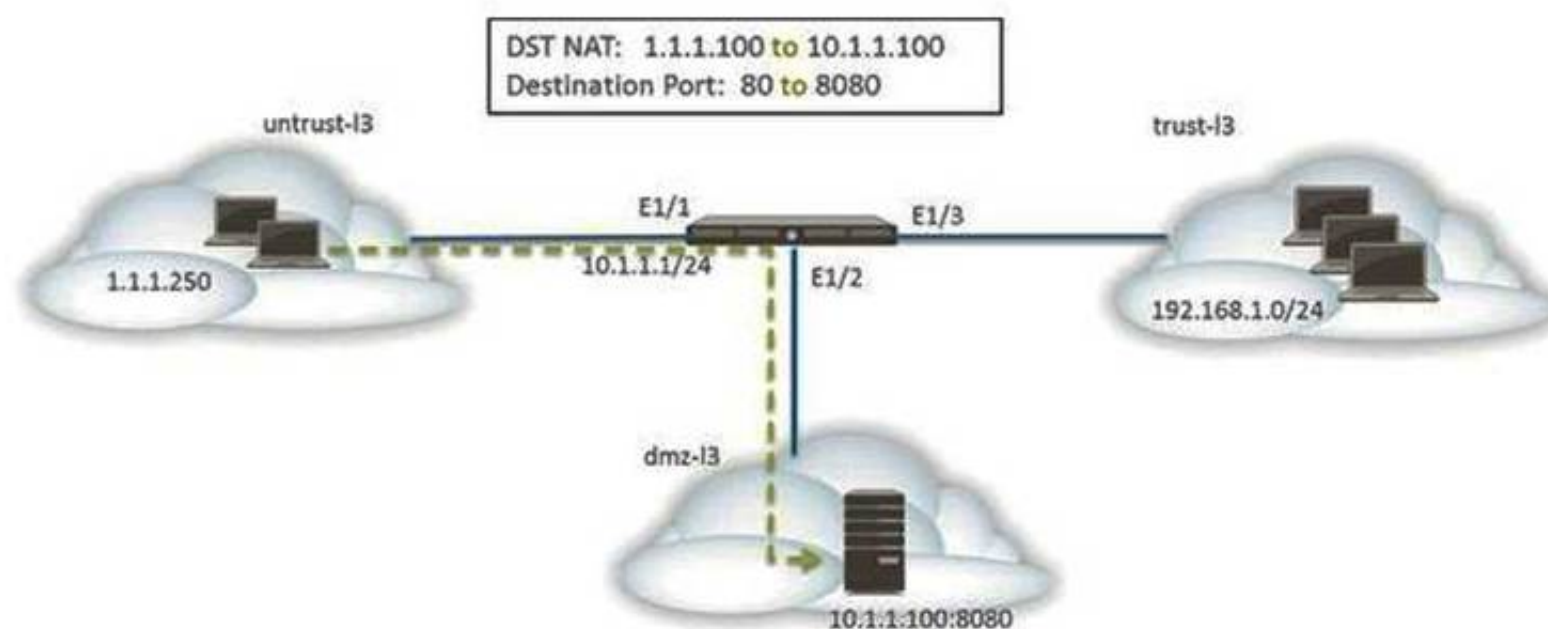 DST NAT: 1.1.1.100 to 10.1.1.100
Destination Port: 80 to 8080
untrust-l3
trust-l3
E1/1
E1/3
10.1.1.1/24
E1/2
1.1.1.250
192.168.1.0/24
dmz-l3
10.1.1.100:8080